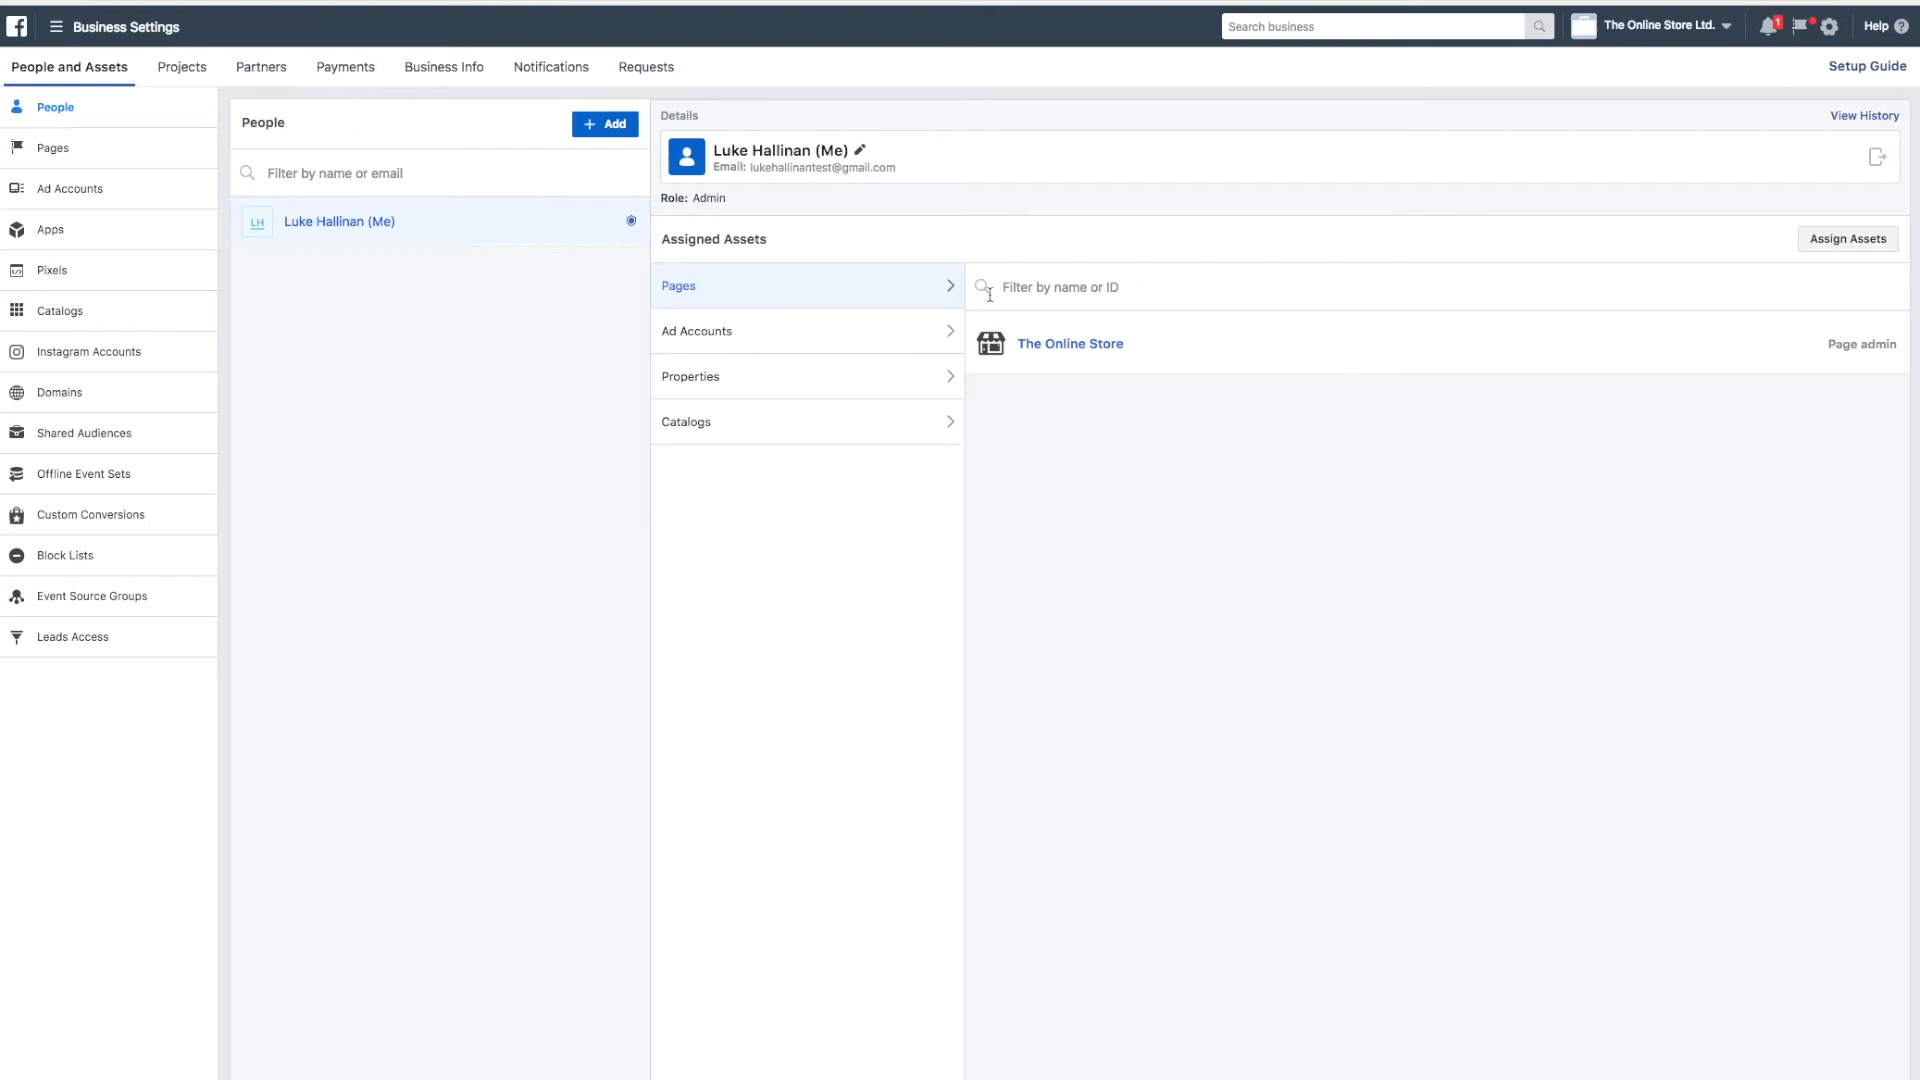 Business Settings
Search business
The Online Store Ltd.
1
Help
People and Assets
Projects
Partners
Payments
Business Info
Notifications
Requests
Setup Guide
People
Pages
Ad Accounts
Apps
Pixels
Catalogs
Instagram Accounts
Domains
Shared Audiences
Offline Event Sets
Custom Conversions
Block Lists
Event Source Groups
Leads Access
People
+ Add
Filter by name or email
LH
Luke Hallinan (Me)
Details
View History
Luke Hallinan (Me)
Email: lukehallinantest@gmail.com
Role: Admin
Assigned Assets
Assign Assets
Pages
Ad Accounts
Properties
Catalogs
Filter by name or ID
The Online Store
Page admin